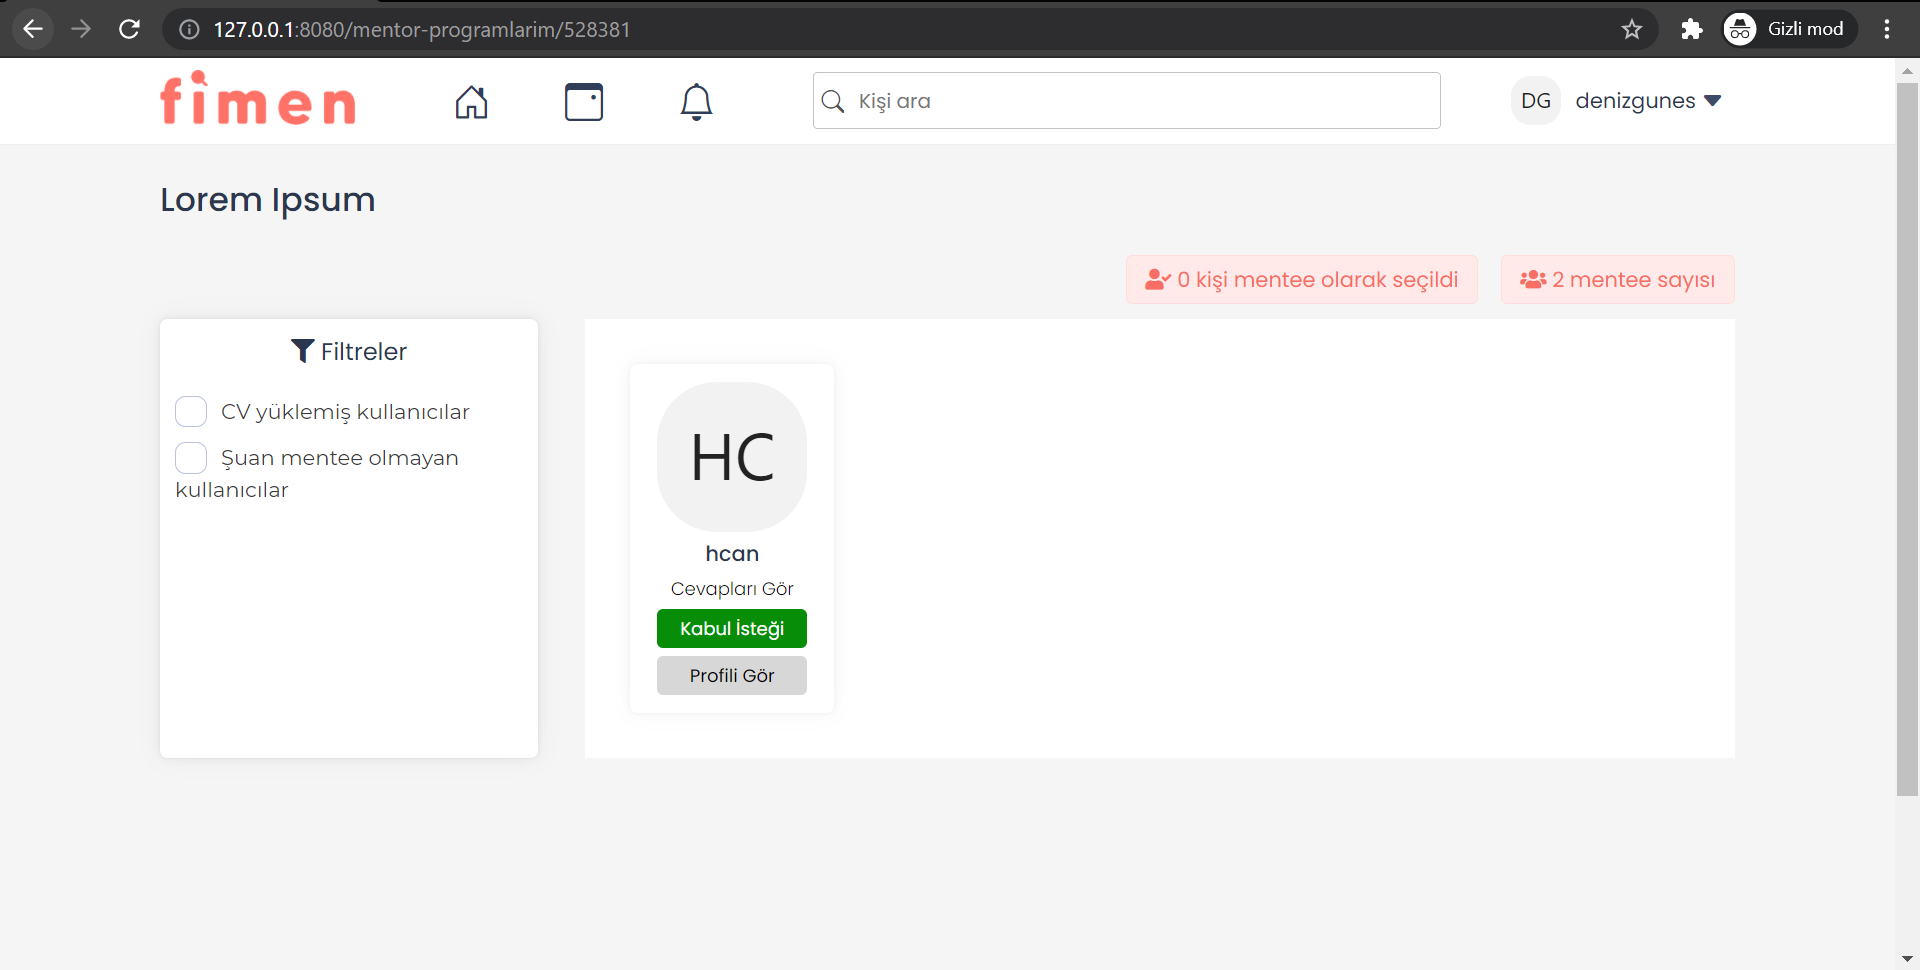 127.0.0.1:8080/mentor-programlarim/528381
Gizli mod
fimen
Kişi ara
DG
denizgunes
Lorem Ipsum
0 kişi mentee olarak seçildi
2 mentee sayısı
Filtreler
CV yüklemiş kullanıcılar
Şuan mentee olmayan
kullanıcılar
HC
hcan
Cevapları Gör
Kabul İsteği
Profili Gör